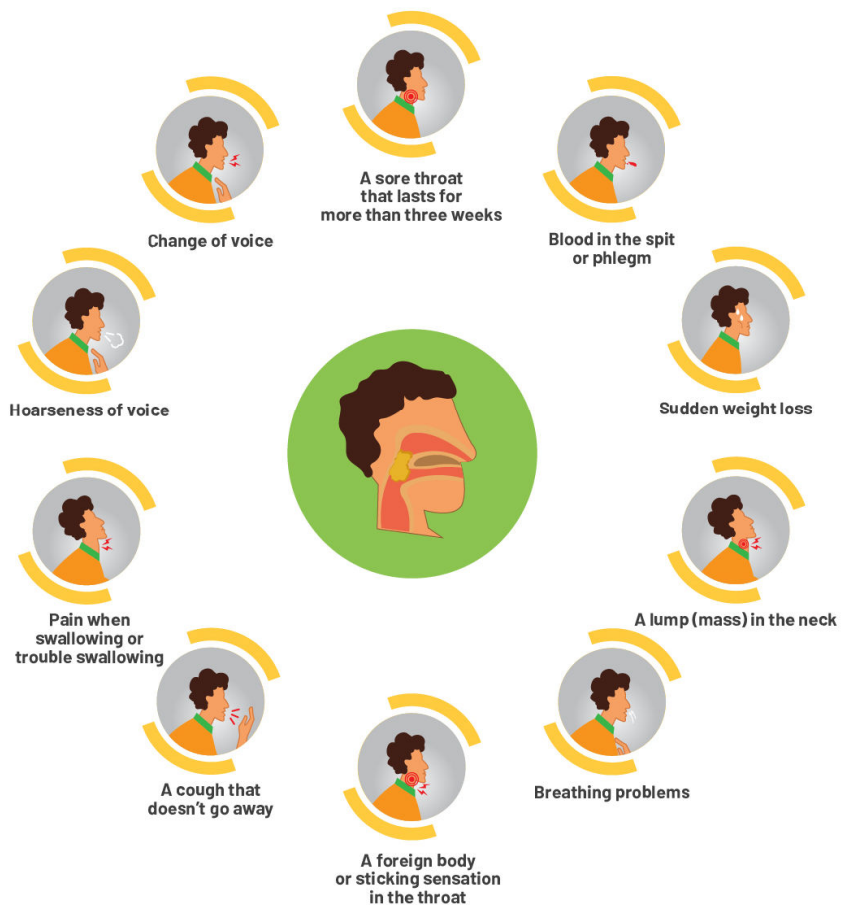 A sore throat
that lasts for
more than three weeks
Blood in the spit
or phlegm
Sudden weight loss
A lump (mass) in the neck
Breathing problems
A foreign body
or sticking sensation
in the throat
A cough that
doesn’t go away
Pain when
swallowing or
trouble swallowing
Hoarseness of voice
Change of voice